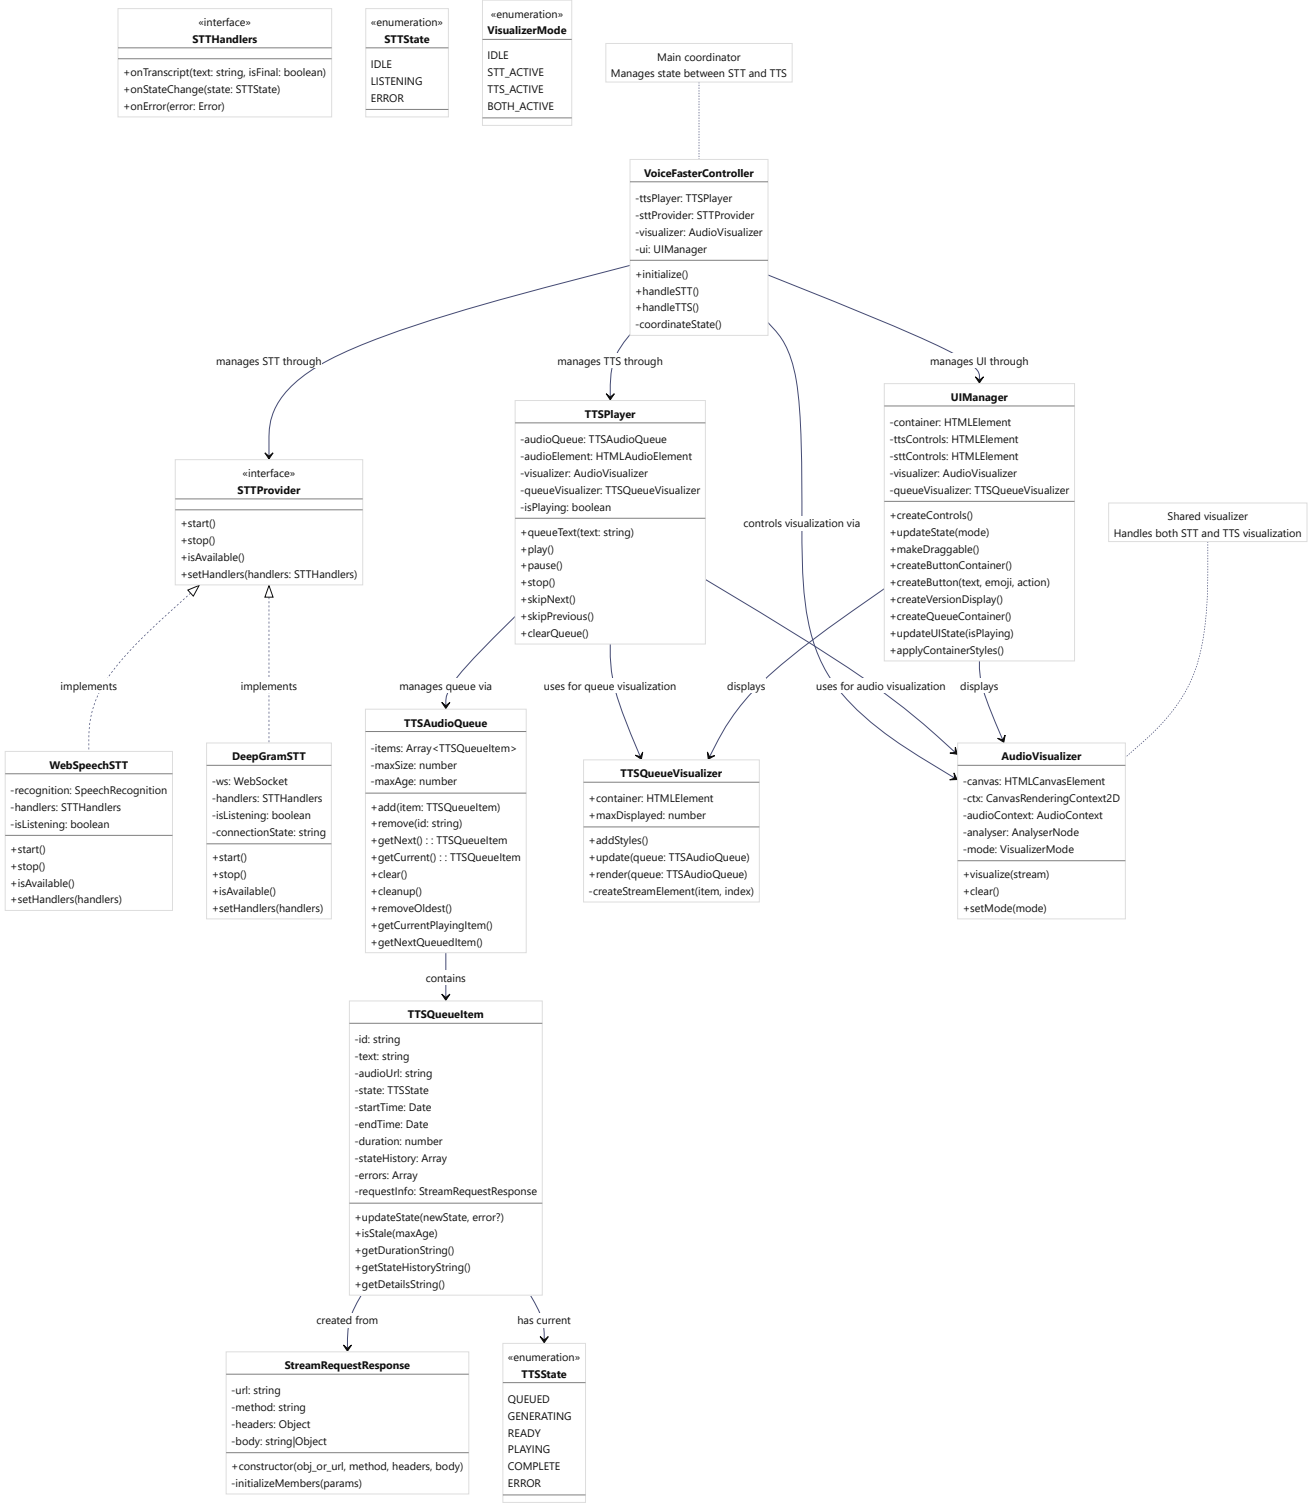 «interface»
STTHandlers
+onTranscript(text: string, isFinal: boolean)
+onStateChange(state: STTState)
+onError(error: Error)
«enumeration»
STTState
IDLE
LISTENING
ERROR
«enumeration»
VisualizerMode
IDLE
STT_ACTIVE
TTS_ACTIVE
BOTH_ACTIVE
Main coordinator
Manages state between STT and TTS
VoiceFasterController
-ttsPlayer: TTSPlayer
-sttProvider: STTProvider
-visualizer: AudioVisualizer
-ui: UIManager
+initialize()
+handleSTT()
+handleTTS()
-coordinateState()
manages STT through
manages TTS through
manages UI through
controls visualization via
«interface»
STTProvider
+start()
+stop()
+isAvailable()
+setHandlers(handlers: STTHandlers)
TTSPlayer
-audioQueue: TTSAudioQueue
-audioElement: HTMLAudioElement
-visualizer: AudioVisualizer
-queueVisualizer: TTSQueueVisualizer
-isPlaying: boolean
+queueText(text: string)
+play()
+pause()
+stop()
+skipNext()
+skipPrevious()
+clearQueue()
UIManager
-container: HTMLElement
-ttsControls: HTMLElement
-sttControls: HTMLElement
-visualizer: AudioVisualizer
-queueVisualizer: TTSQueueVisualizer
+createControls()
+updateState(mode)
+makeDraggable()
+createButtonContainer()
+createButton(text, emoji, action)
+createVersionDisplay()
+createQueueContainer()
+updateUIState(isPlaying)
+applyContainerStyles()
Shared visualizer
Handles both STT and TTS visualization
implements
implements
manages queue via
uses for queue visualization
displays
uses for audio visualization
displays
WebSpeechSTT
-recognition: SpeechRecognition
-handlers: STTHandlers
-isListening: boolean
+start()
+stop()
+isAvailable()
+setHandlers(handlers)
DeepGramSTT
-ws: WebSocket
-handlers: STTHandlers
-isListening: boolean
-connectionState: string
+start()
+stop()
+isAvailable()
+setHandlers(handlers)
TTSAudioQueue
-items: Array<TTSQueueItem>
-maxSize: number
-maxAge: number
+add(item: TTSQueueItem)
+remove(id: string)
+getNext() : : TTSQueueItem
+getCurrent() : : TTSQueueItem
+clear()
+cleanup()
+removeOldest()
+getCurrentPlayingItem()
+getNextQueuedItem()
TTSQueueVisualizer
+container: HTMLElement
+maxDisplayed: number
+addStyles()
+update(queue: TTSAudioQueue)
+render(queue: TTSAudioQueue)
-createStreamElement(item, index)
AudioVisualizer
-canvas: HTMLCanvasElement
-ctx: CanvasRenderingContext2D
-audioContext: AudioContext
-analyser: AnalyserNode
-mode: VisualizerMode
+visualize(stream)
+clear()
+setMode(mode)
contains
TTSQueueItem
-id: string
-text: string
-audioUrl: string
-state: TTSState
-startTime: Date
-endTime: Date
-duration: number
-stateHistory: Array
-errors: Array
-requestInfo: StreamRequestResponse
+updateState(newState, error?)
+isStale(maxAge)
+getDurationString()
+getStateHistoryString()
+getDetailsString()
created from
has current
StreamRequestResponse
-url: string
-method: string
-headers: Object
-body: string|Object
+constructor(obj_or_url, method, headers, body)
-initializeMembers(params)
«enumeration»
TTSState
QUEUED
GENERATING
READY
PLAYING
COMPLETE
ERROR